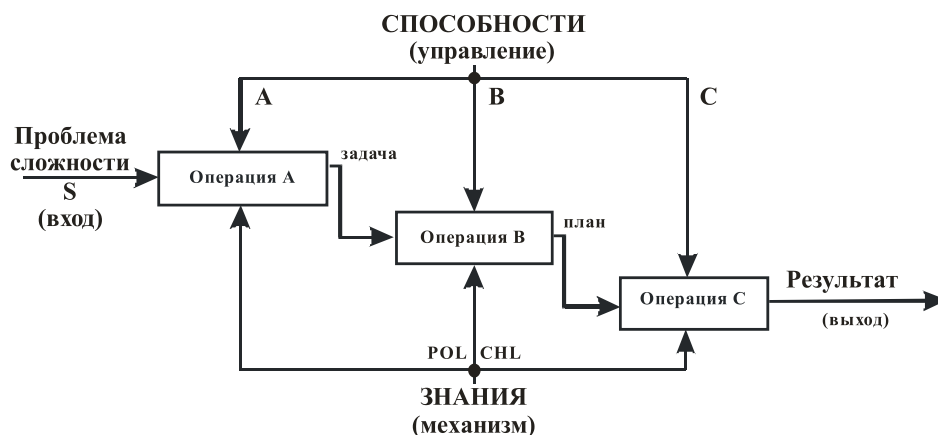 СПОСОБНОСТИ
(управление)
A
B
C
Проблема
сложности
S
(вход)
Операция A
задача
Операция B
план
Операция C
Результат
(выход)
POL CHL
ЗНАНИЯ
(механизм)